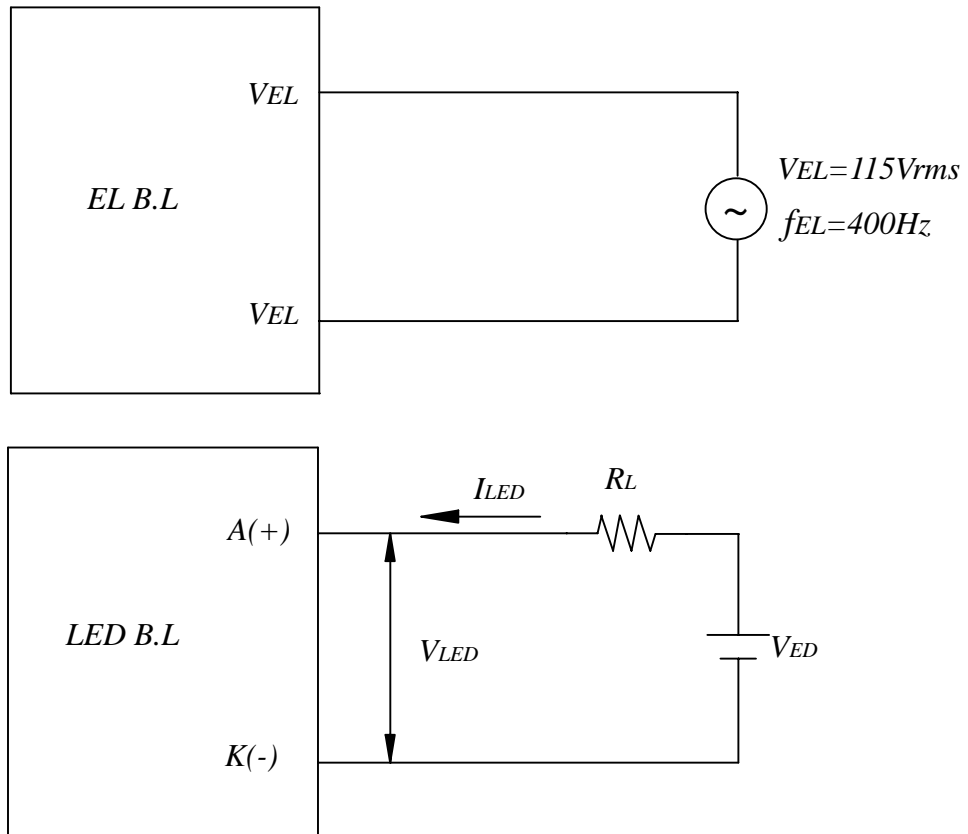 VEL
EL B.L
VEL=115Vrms
~
fEL=400Hz
VEL
RL
ILED
A(+)
LED B.L
VLED
VED
K(-)